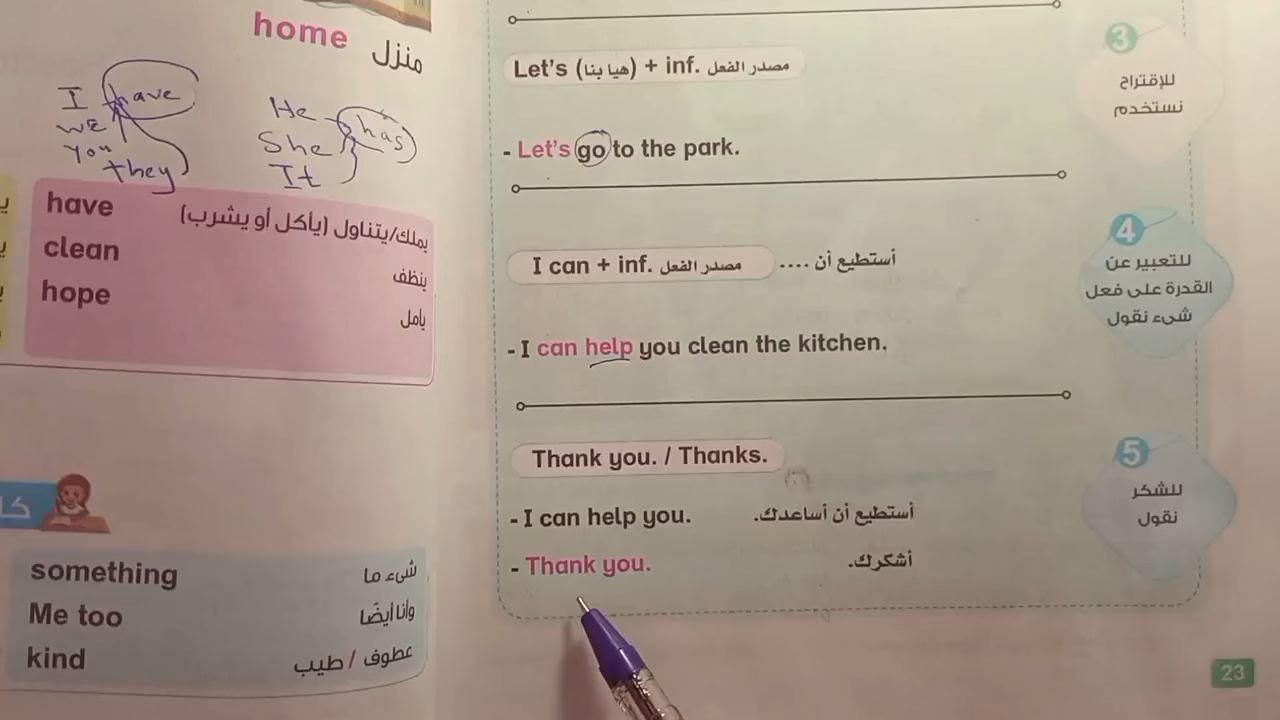 home منزل
I have
we
you
they
He has
She
It
have يملك/يتناول (يأكل أو يشرب)
clean ينظف
hope يأمل
something شىء ما
Me too وأنا أيضًا
kind عطوف / طيب
3
للإقتراح
نستخدم
Let's (هيا بنا) + inf. مصدر الفعل
- Let's go to the park.
4
للتعبير عن
القدرة على فعل
شىء نقول
I can + inf. مصدر الفعل .... أستطيع أن
- I can help you clean the kitchen.
5
للشكر
نقول
Thank you. / Thanks.
- I can help you. أستطيع أن أساعدك.
- Thank you. أشكرك.
23